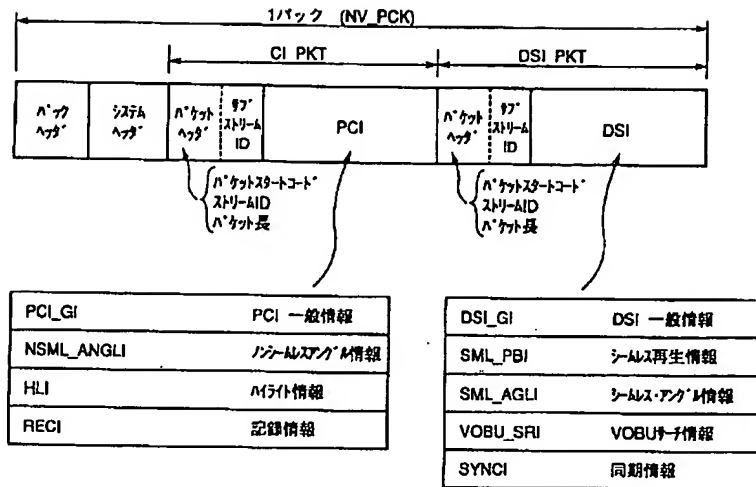 1パック (NV_PCK)
CI PKT
DSI PKT
パック
ヘッダ
システム
ヘッダ
パケット
ヘッダ
サブ
ストリーム
ID
PCI
パケット
ヘッダ
サブ
ストリーム
ID
DSI
パケットスタートコード
ストリームID
パケット長
パケットスタートコード
ストリームID
パケット長
PCI_GI PCI 一般情報
NSML_ANGLI ノンシームレスアングル情報
HLI ハイライト情報
RECI 記録情報
DSI_GI DSI 一般情報
SML_PBI シームレス再生情報
SML_AGLI シームレス・アングル情報
VOBU_SRI VOBUサーチ情報
SYNCI 同期情報